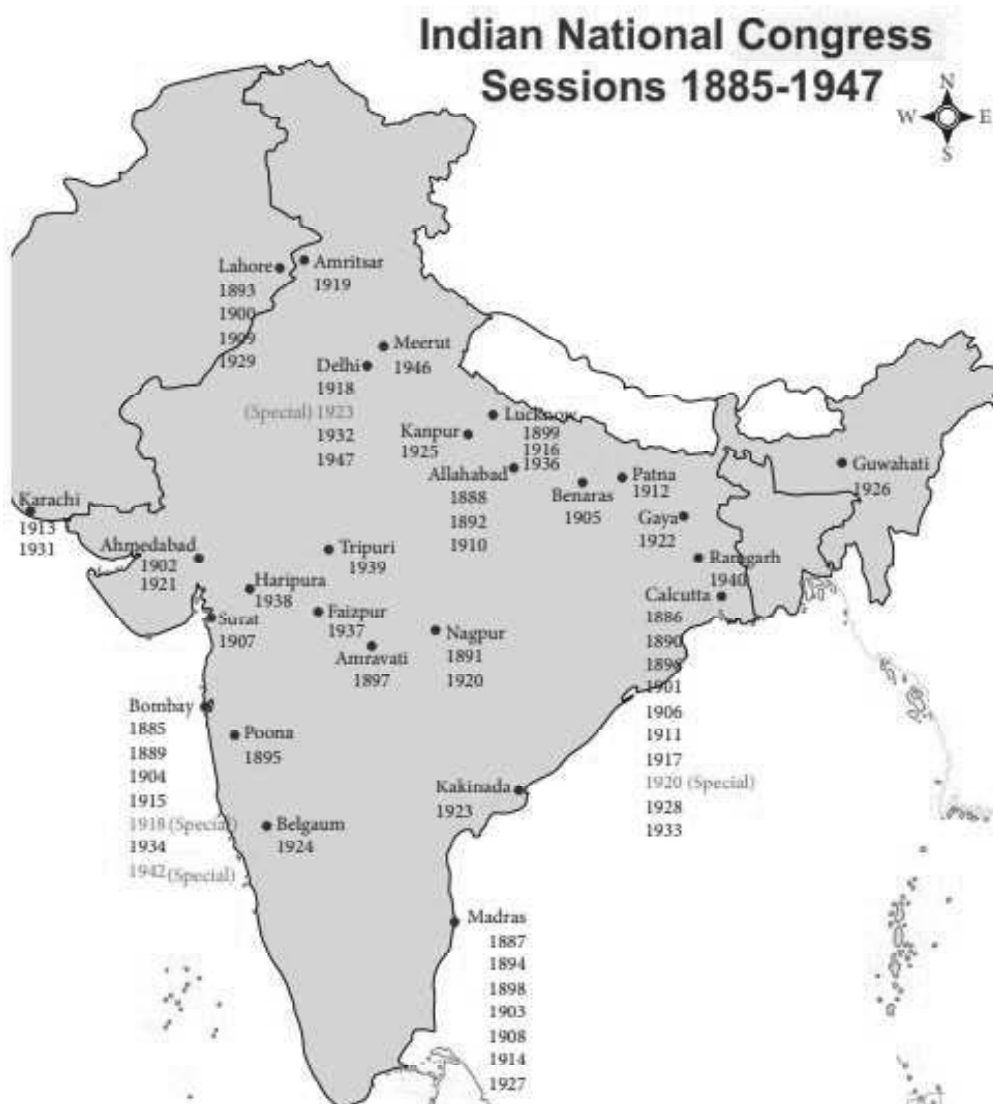 Indian National Congress
Sessions 1885-1947
N
W
E
S
Lahore
1893
1900
1909
1929
Amritsar
1919
Meerut
1946
Delhi
1918
(Special) 1923
1932
1947
Lucknow
1899
1916
1936
Kanpur
1925
Allahabad
1888
1892
1910
Benaras
1905
Patna
1912
Gaya
1922
Guwahati
1926
Karachi
1913
1931
Ahmedabad
1902
1921
Tripuri
1939
Haripura
1938
Ramgarh
1940
Surat
1907
Faizpur
1937
Amravati
1897
Nagpur
1891
1920
Calcutta
1886
1890
1896
1901
1906
1911
1917
1920 (Special)
1928
1933
Bombay
1885
1889
1904
1915
1918 (Special)
1934
1942 (Special)
Poona
1895
Kakinada
1923
Belgaum
1924
Madras
1887
1894
1898
1903
1908
1914
1927